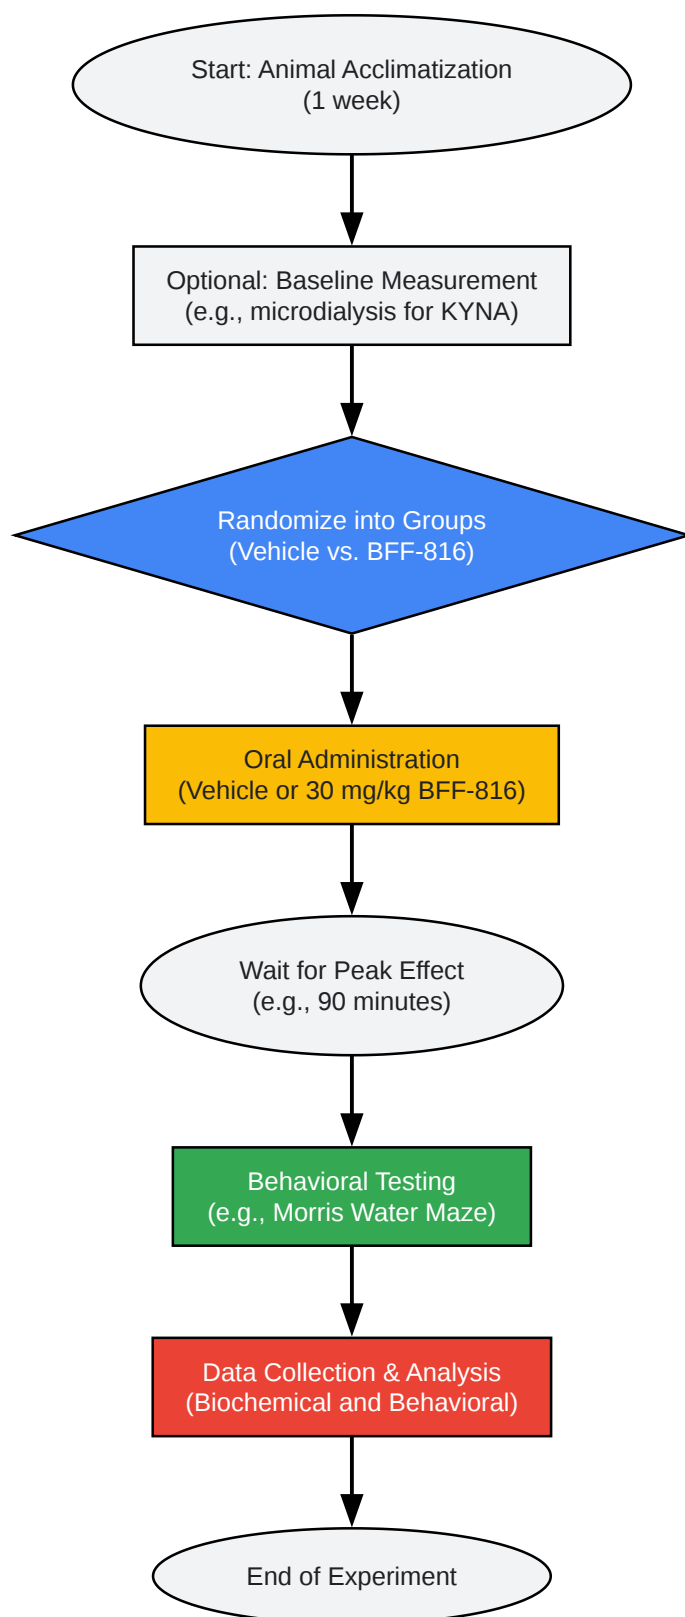 Start: Animal Acclimatization
(1 week)
Optional: Baseline Measurement
(e.g., microdialysis for KYNA)
Randomize into Groups
(Vehicle vs. BFF-816)
Oral Administration
(Vehicle or 30 mg/kg BFF-816)
Wait for Peak Effect
(e.g., 90 minutes)
Behavioral Testing
(e.g., Morris Water Maze)
Data Collection & Analysis
(Biochemical and Behavioral)
End of Experiment